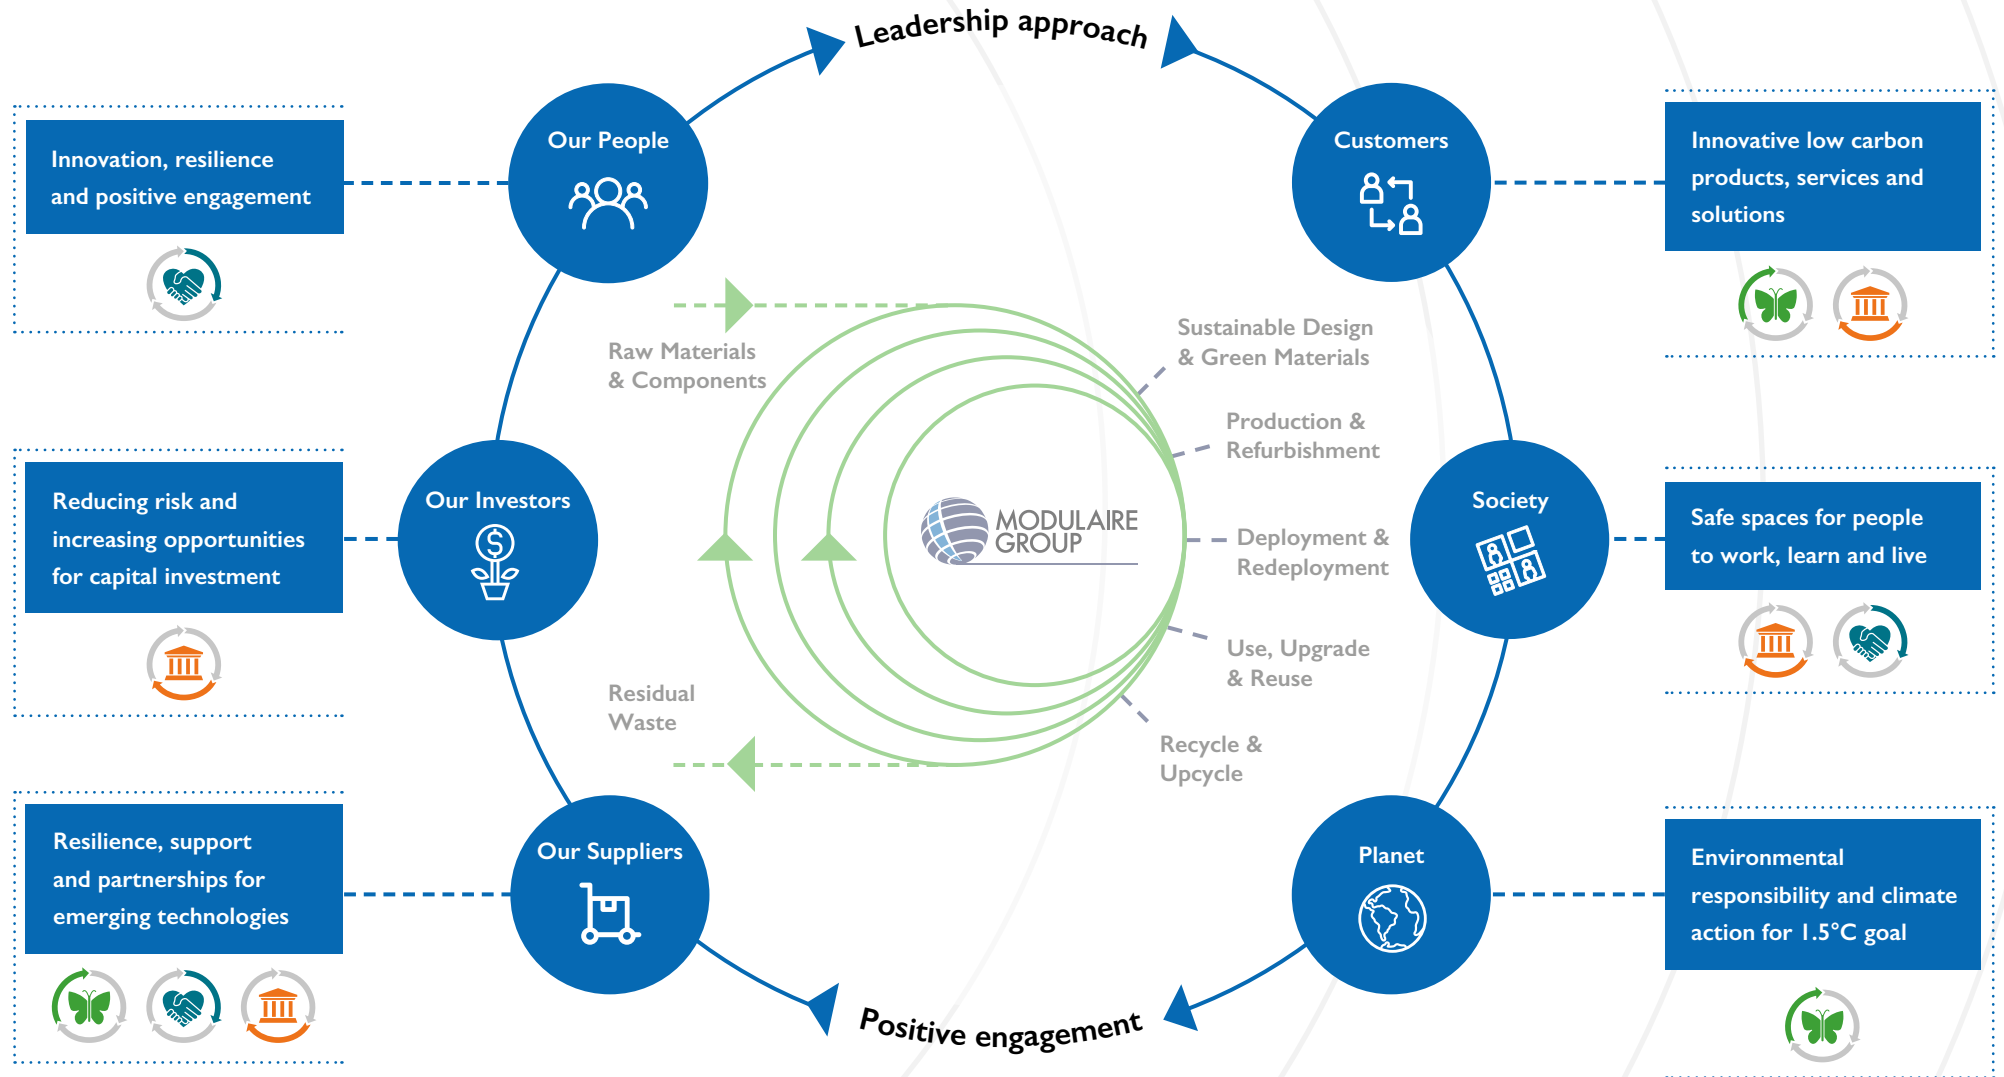 Leadership approach
Our People
Innovation, resilience
and positive engagement
Our Investors
Reducing risk and
increasing opportunities
for capital investment
Our Suppliers
Resilience, support
and partnerships for
emerging technologies
Customers
Innovative low carbon
products, services and
solutions
Society
Safe spaces for people
to work, learn and live
Planet
Environmental
responsibility and climate
action for 1.5°C goal
Raw Materials
& Components
Residual
Waste
MODULAIRE
GROUP
Sustainable Design
& Green Materials
Production &
Refurbishment
Deployment &
Redeployment
Use, Upgrade
& Reuse
Recycle &
Upcycle
Positive engagement